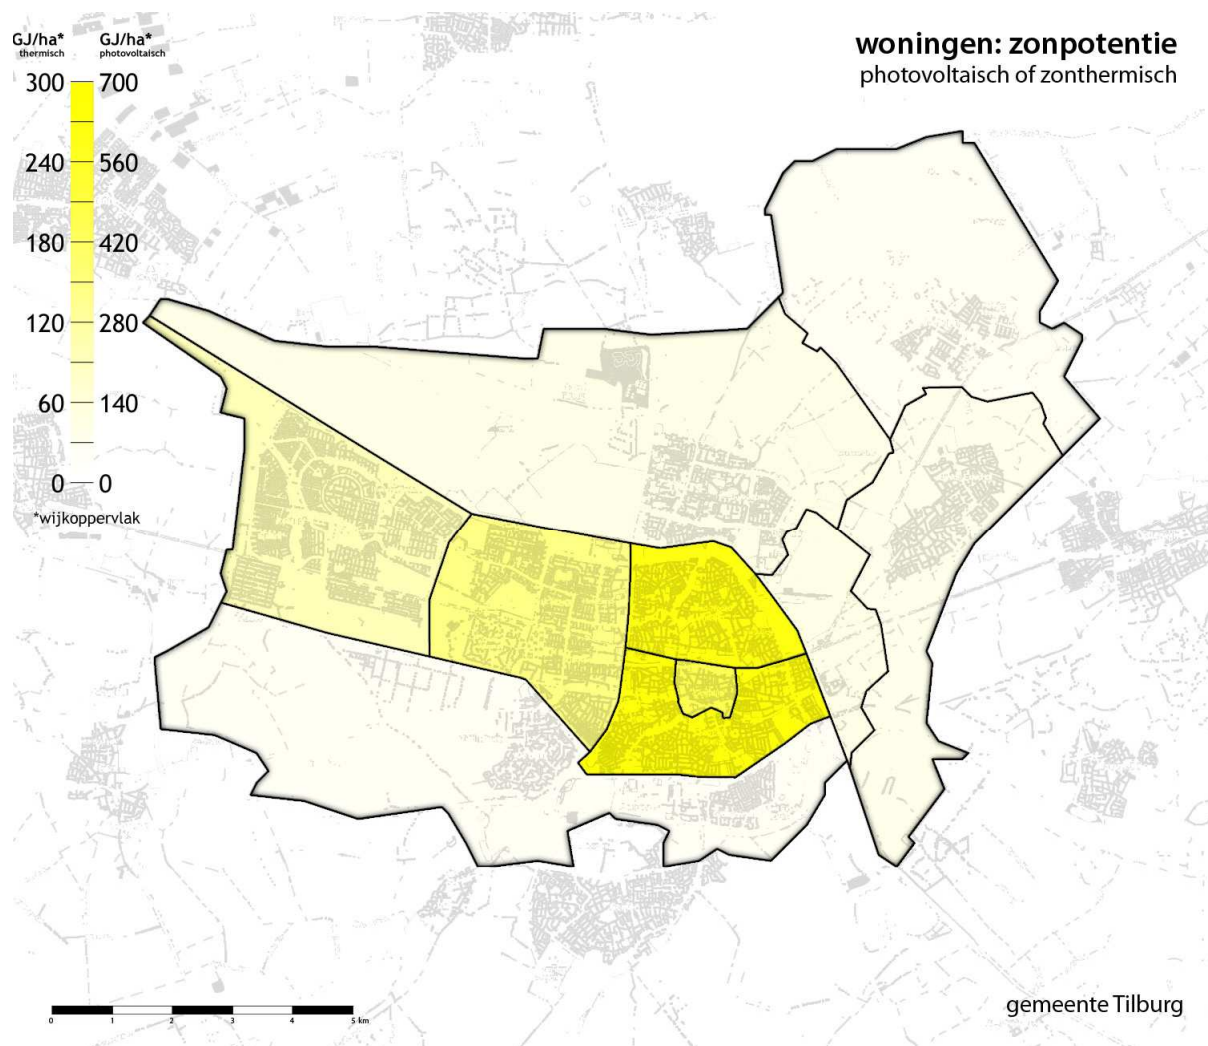 GJ/ha* GJ/ha*
thermisch photovoltaisch
woningen: zonpotentie
photovoltaisch of zonthermisch
300 700
240 560
180 420
120 280
60 140
0 0
*wijkoppervlak
gemeente Tilburg
0 1 2 3 4 5 km